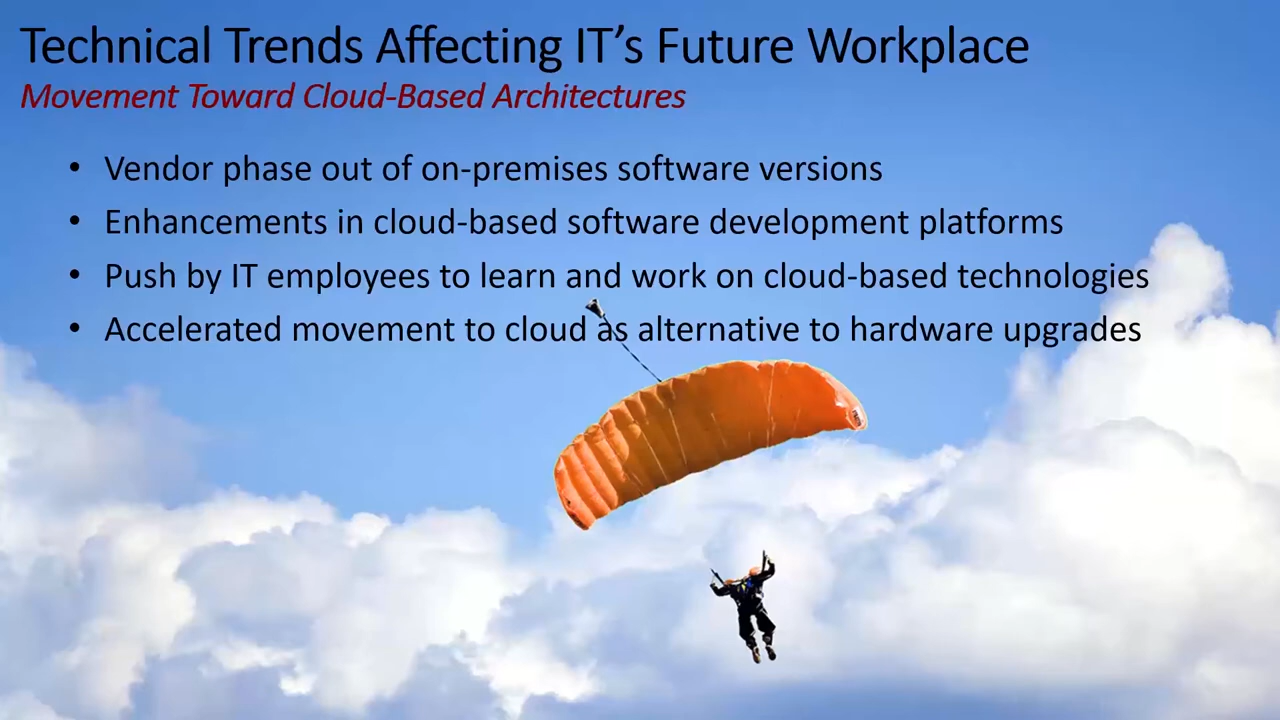 Technical Trends Affecting IT’s Future Workplace
Movement Toward Cloud-Based Architectures
• Vendor phase out of on-premises software versions
• Enhancements in cloud-based software development platforms
• Push by IT employees to learn and work on cloud-based technologies
• Accelerated movement to cloud as alternative to hardware upgrades